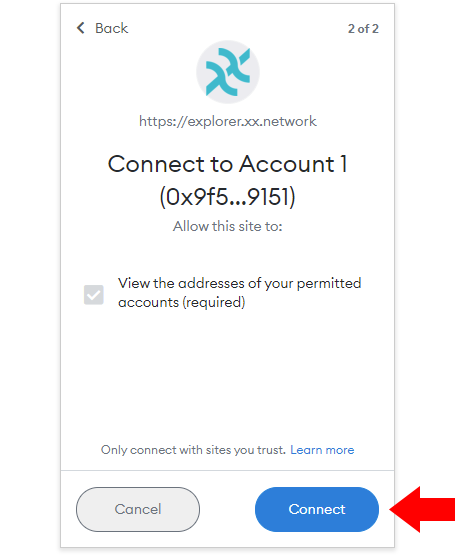 Back
2 of 2
https://explorer.xx.network
Connect to Account 1
(0x9f5...9151)
Allow this site to:
View the addresses of your permitted
accounts (required)
Only connect with sites you trust. Learn more
Cancel
Connect